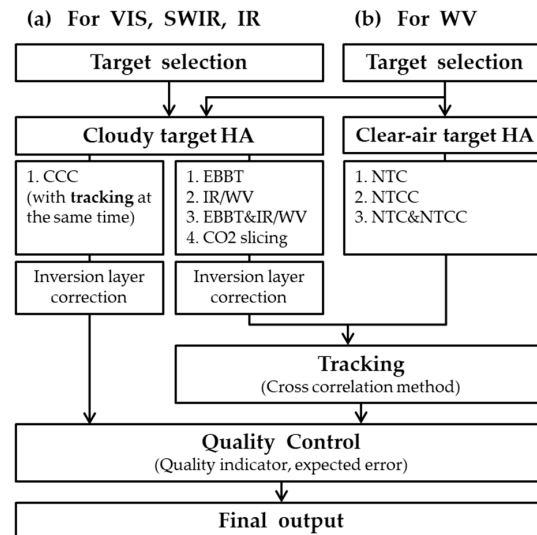 (a) For VIS, SWIR, IR
(b) For WV
Target selection
Target selection
Cloudy target HA
Clear-air target HA
1. CCC
(with tracking at
the same time)
1. EBBT
2. IR/WV
3. EBBT&IR/WV
4. CO2 slicing
1. NTC
2. NTCC
3. NTC&NTCC
Inversion layer
correction
Inversion layer
correction
Tracking
(Cross correlation method)
Quality Control
(Quality indicator, expected error)
Final output